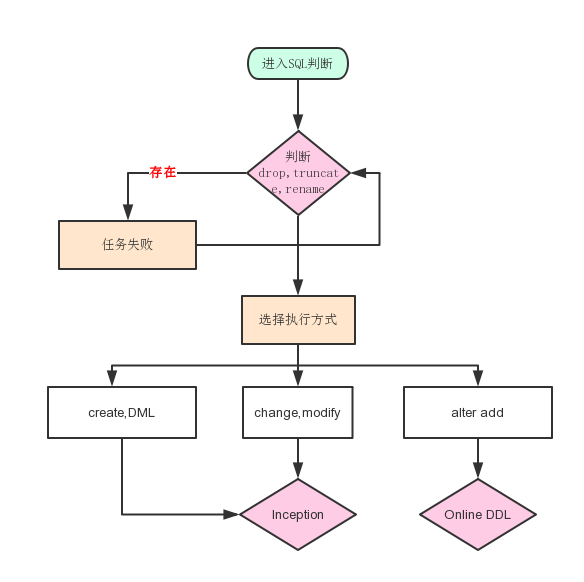 进入SQL判断
判断
drop,truncat
e,rename
存在
任务失败
选择执行方式
create,DML
change,modify
alter add
Inception
Online DDL